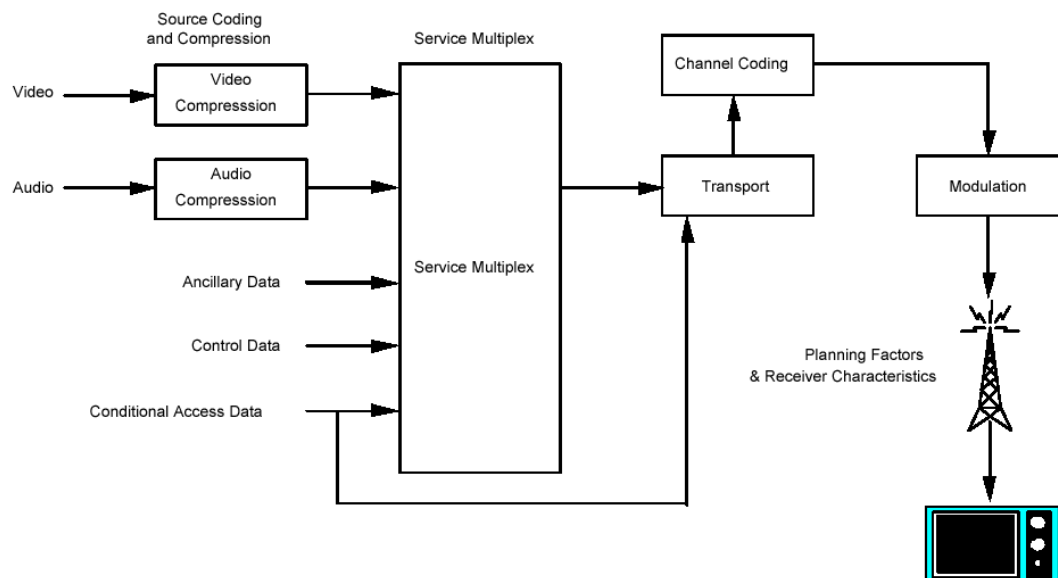 Source Coding
and Compression
Service Multiplex
Video
Video
Compresssion
Channel Coding
Audio
Audio
Compresssion
Transport
Modulation
Ancillary Data
Service Multiplex
Control Data
Planning Factors
& Receiver Characteristics
Conditional Access Data